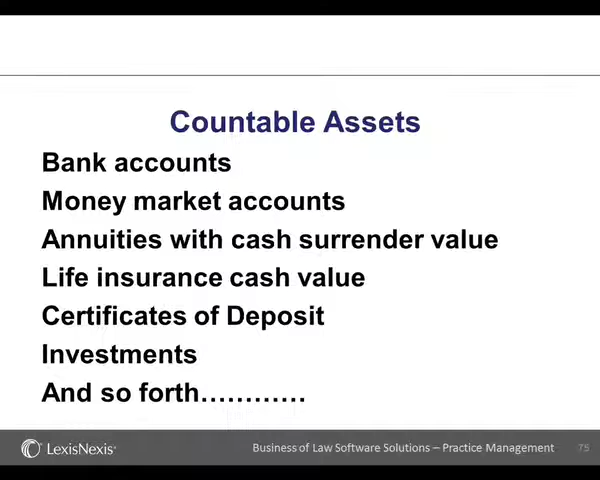 Countable Assets
Bank accounts
Money market accounts
Annuities with cash surrender value
Life insurance cash value
Certificates of Deposit
Investments
And so forth…………
LexisNexis® Business of Law Software Solutions – Practice Management 75